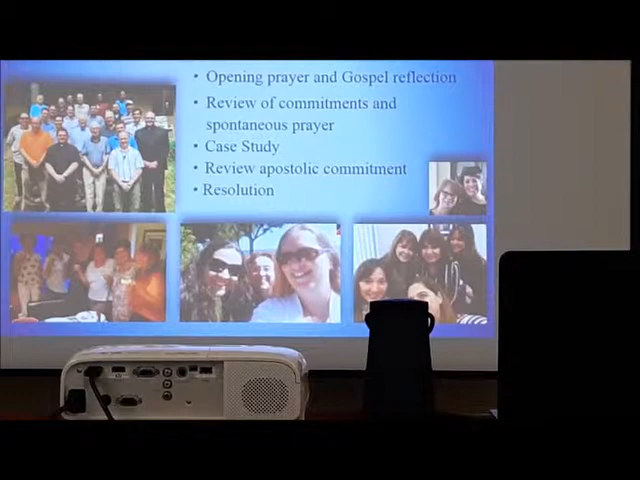 • Opening prayer and Gospel reflection
• Review of commitments and
spontaneous prayer
• Case Study
• Review apostolic commitment
• Resolution